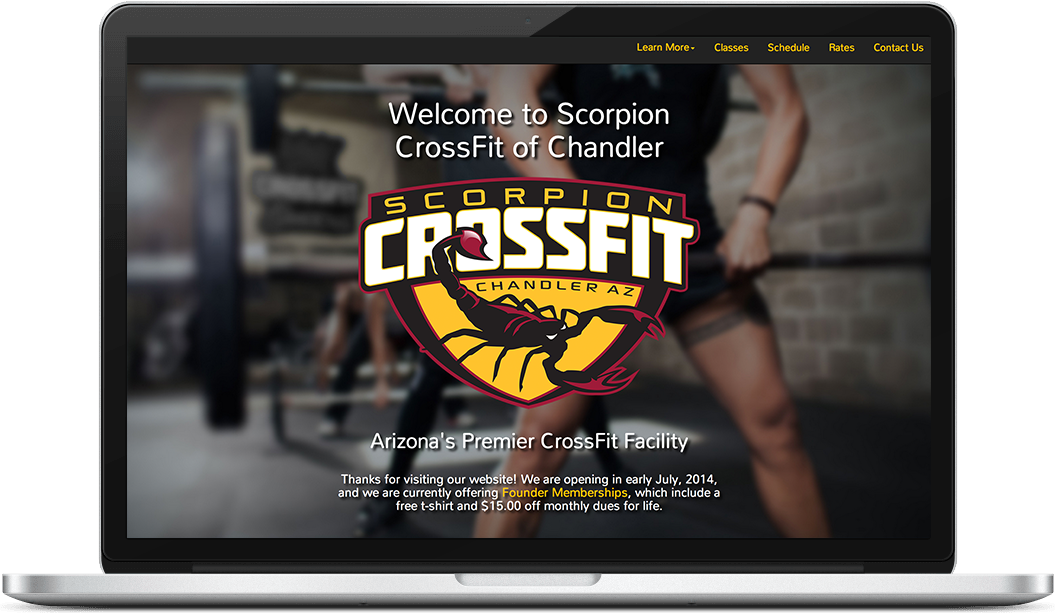 Learn More Classes Schedule Rates Contact Us
Welcome to Scorpion
CrossFit of Chandler
SCORPION
CROSSFIT
CHANDLER AZ
Arizona's Premier CrossFit Facility
Thanks for visiting our website! We are opening in early July, 2014,
and we are currently offering Founder Memberships, which include a
free t-shirt and $15.00 off monthly dues for life.